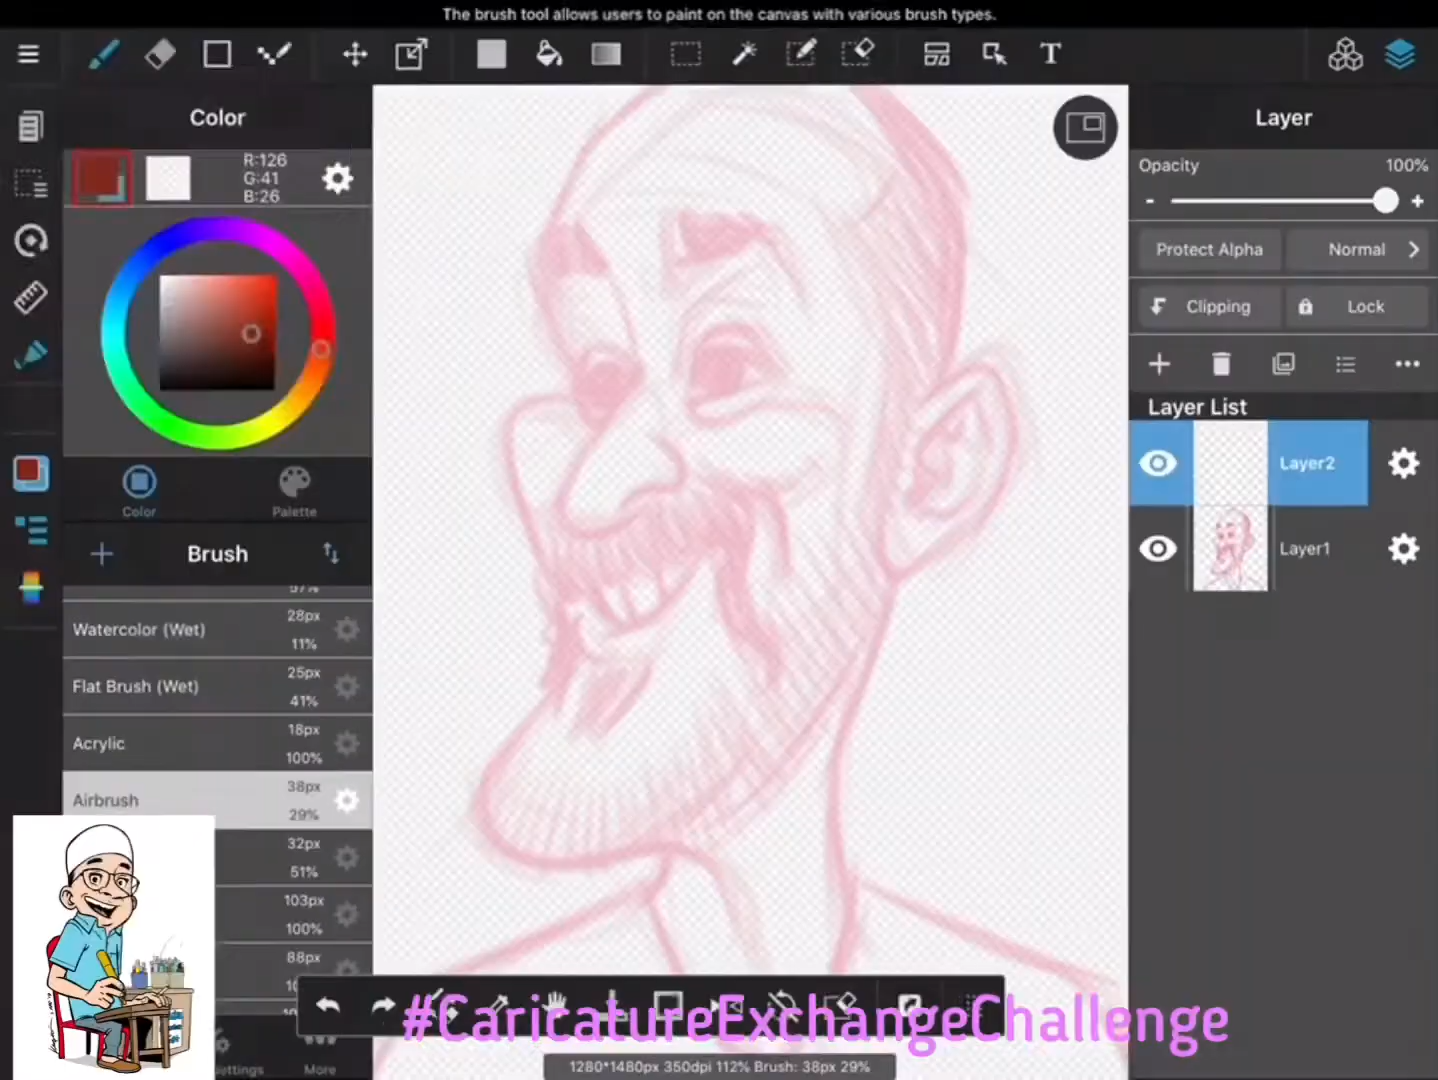 The brush tool allows users to paint on the canvas with various brush types.
T
Color
R:126
G:41
B:26
Color
Palette
Brush
57%
Watercolor (Wet)
28px
11%
Flat Brush (Wet)
25px
41%
Acrylic
18px
100%
Airbrush
38px
29%
32px
51%
103px
100%
88px
More
#CaricatureExchangeChallenge
1280*1480px 350dpi 112% Brush: 38px 29%
Layer
Opacity
100%
- +
Protect Alpha
Normal
Clipping
Lock
Layer List
Layer2
Layer1